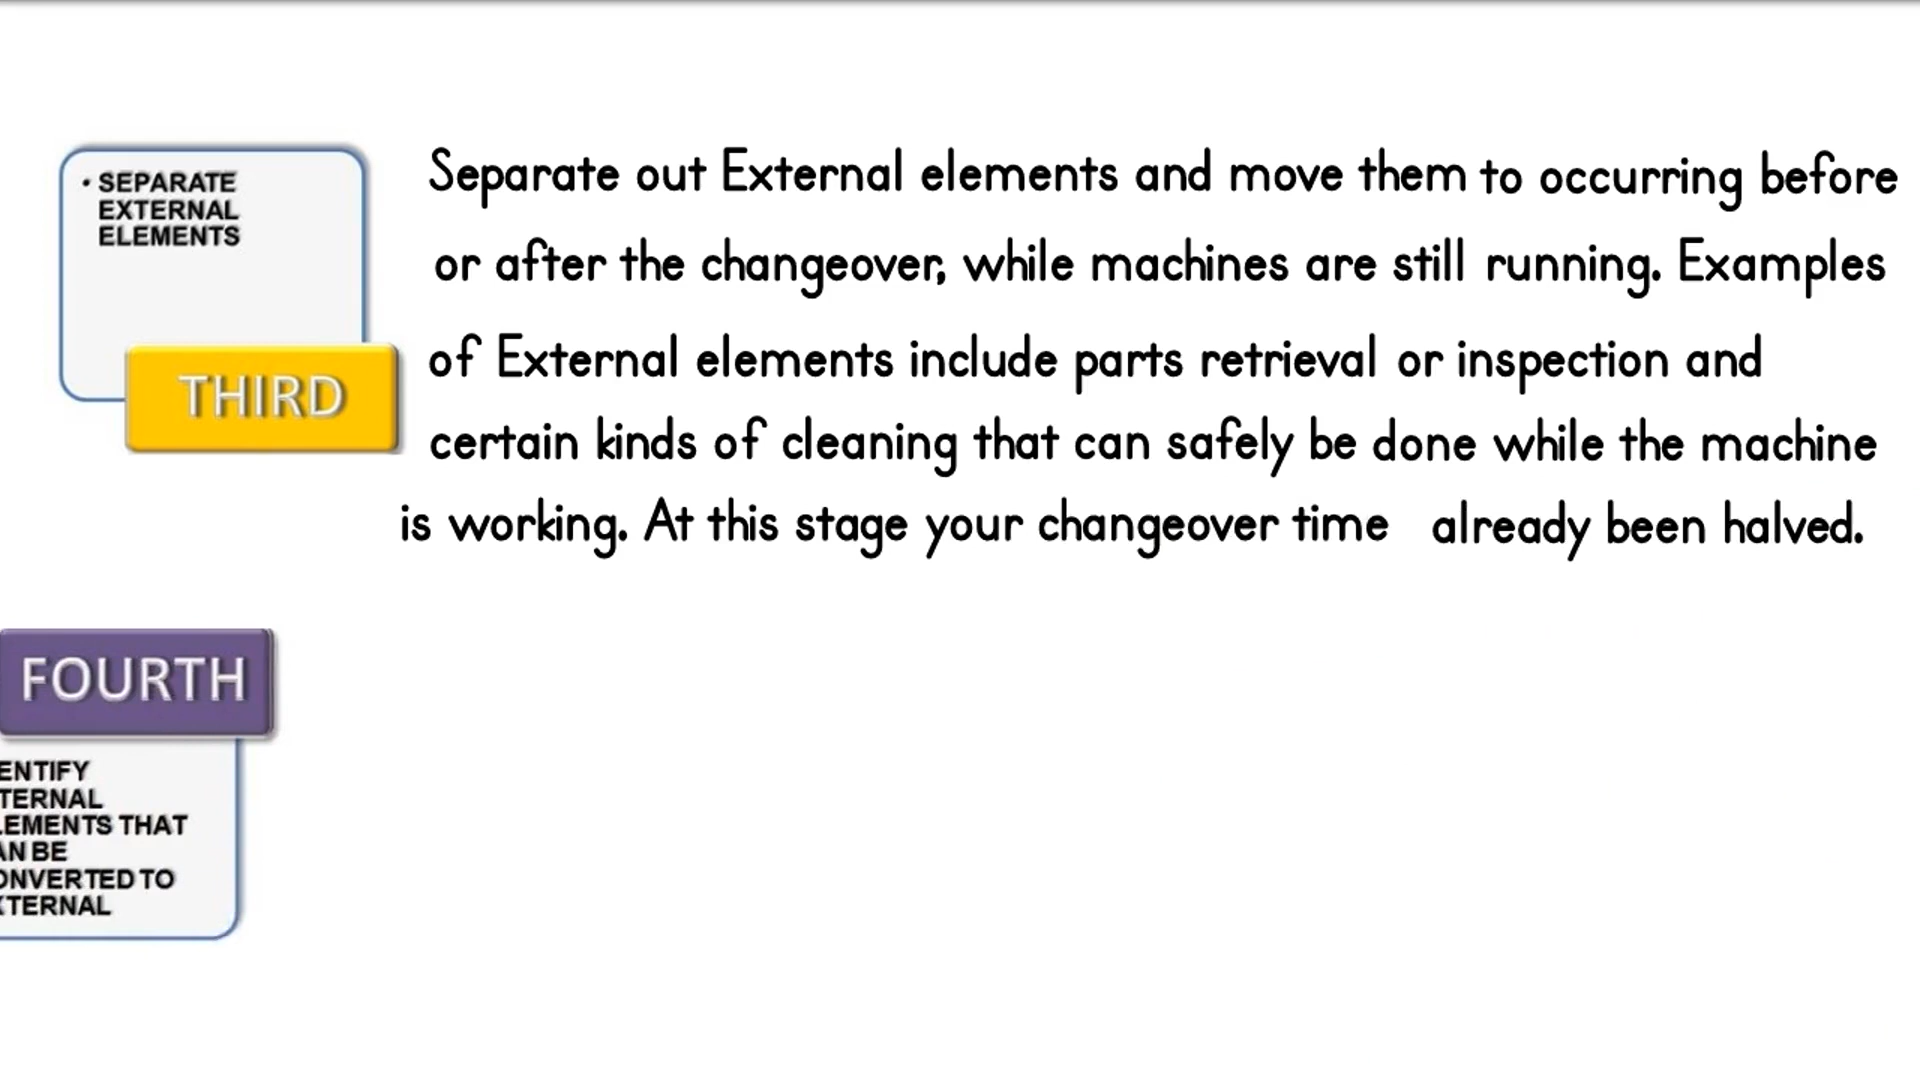 • SEPARATE
EXTERNAL
ELEMENTS
THIRD
Separate out External elements and move them to occurring before
or after the changeover, while machines are still running. Examples
of External elements include parts retrieval or inspection and
certain kinds of cleaning that can safely be done while the machine
is working. At this stage your changeover time already been halved.
FOURTH
ENTIFY
TERNAL
LEMENTS THAT
AN BE
ONVERTED TO
XTERNAL